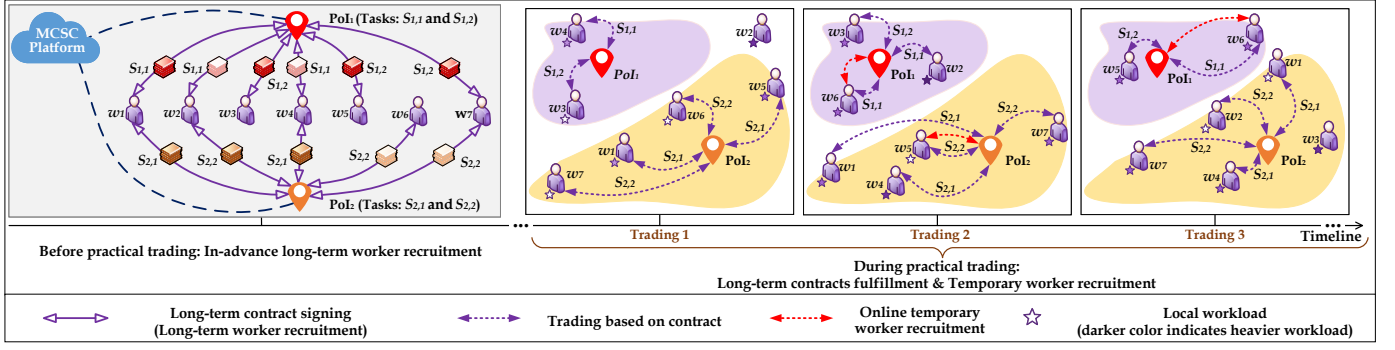 MCSC
Platform
PoI₁ (Tasks: S1,1 and S1,2)
S1,1 S1,1 S1,2 S1,1 S1,2 S1,2
w1 w2 w3 w4 w5 w6 w7
S2,1 S2,2 S2,1 S2,2 S2,2
PoI₂ (Tasks: S2,1 and S2,2)
Before practical trading: In-advance long-term worker recruitment
w4 S1,1 w2
S1,2 PoI₁
w3 w6 S2,2 w5
w1 S2,1 S2,1
PoI₂
w7 S2,2
Trading 1
w3 S1,2
S1,1 w2
PoI₁
w6 S1,1
w5 S2,2 w7
PoI₂
w1
w4 S2,1
Trading 2
w6
S1,2
w5 S1,1 w1
PoI₁
S2,2 S2,1
w2
w3
PoI₂
w7 S2,2
w4 S2,1
Trading 3
... ...
Timeline
During practical trading:
Long-term contracts fulfillment & Temporary worker recruitment
Long-term contract signing
(Long-term worker recruitment)
Trading based on contract
Online temporary
worker recruitment
Local workload
(darker color indicates heavier workload)